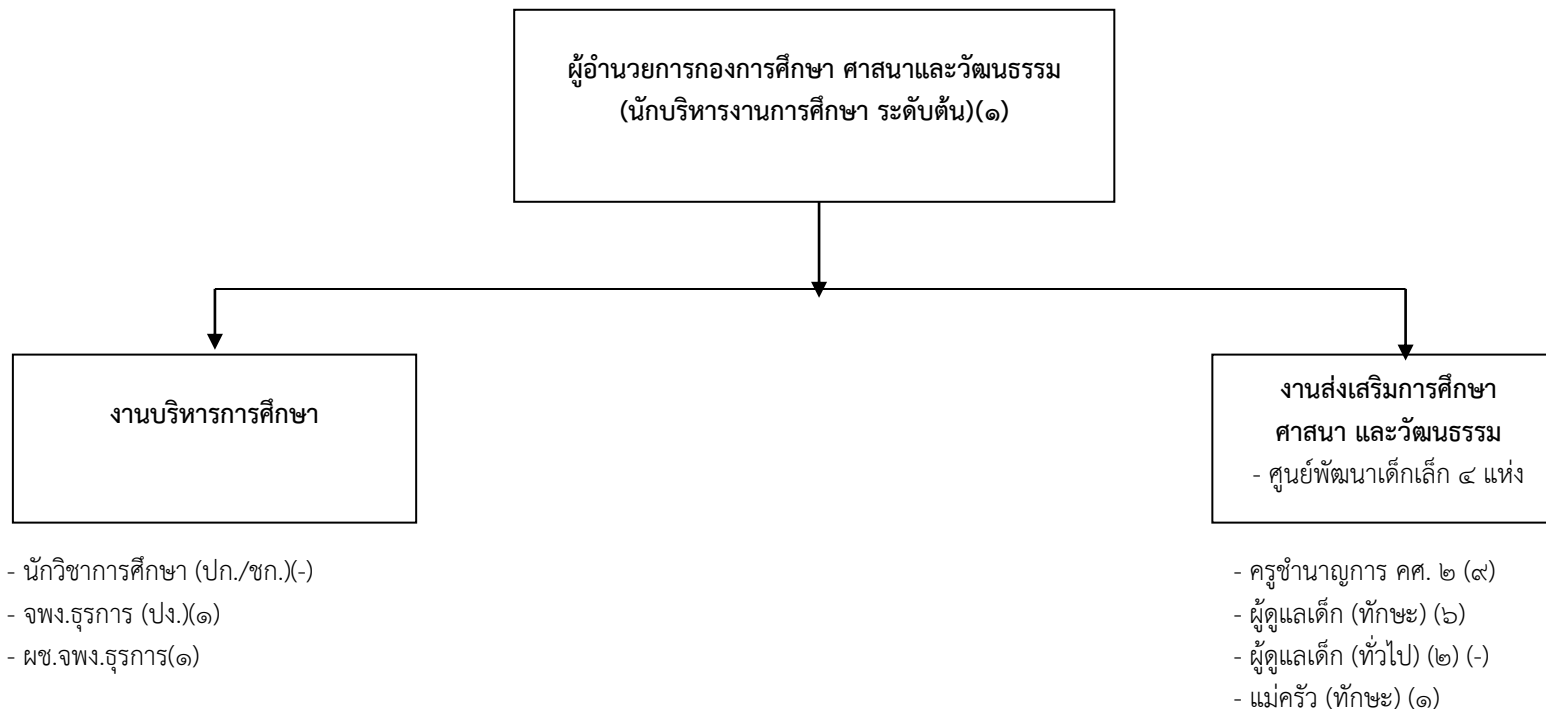 ผู้อำนวยการกองการศึกษา ศาสนาและวัฒนธรรม
(นักบริหารงานการศึกษา ระดับต้น)(๑)
งานบริหารการศึกษา
- นักวิชาการศึกษา (ปก./ชก.)(-)
- จพง.ธุรการ (ปง.)(๑)
- ผช.จพง.ธุรการ(๑)
งานส่งเสริมการศึกษา
ศาสนา และวัฒนธรรม
- ศูนย์พัฒนาเด็กเล็ก ๔ แห่ง
- ครูชำนาญการ คศ. ๒ (๙)
- ผู้ดูแลเด็ก (ทักษะ) (๖)
- ผู้ดูแลเด็ก (ทั่วไป) (๒) (-)
- แม่ครัว (ทักษะ) (๑)